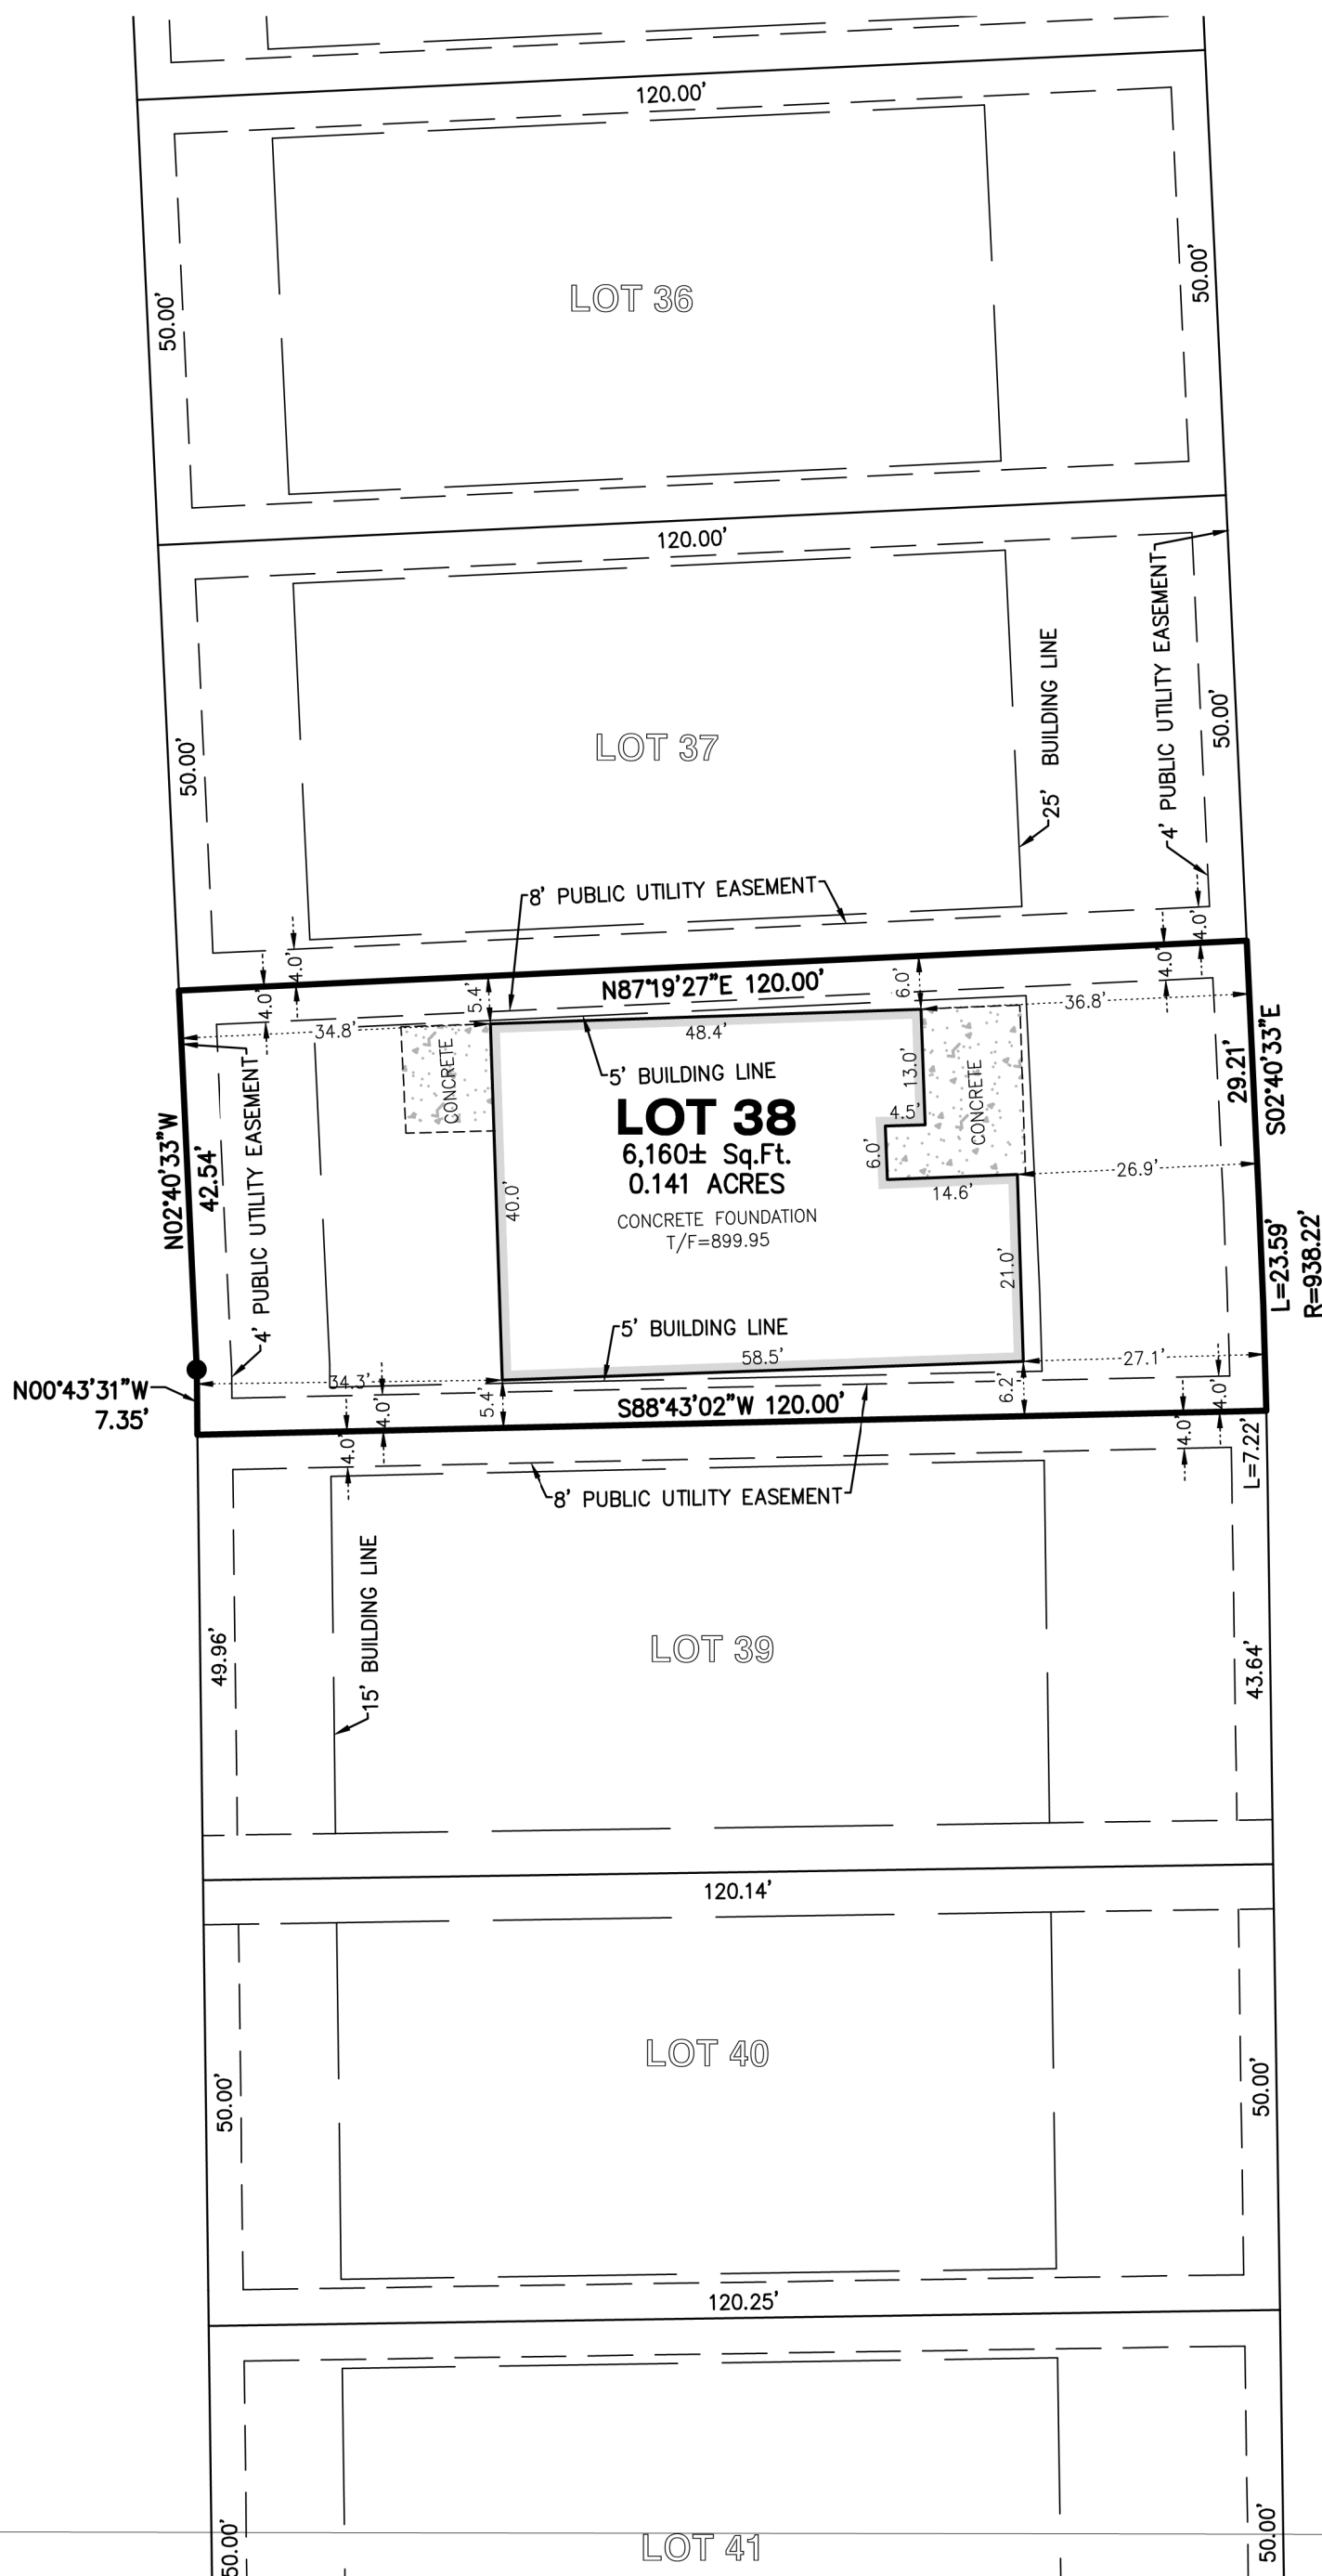 120.00'
LOT 36
50.00'
50.00'
120.00'
LOT 37
50.00'
50.00'
25' BUILDING LINE
4' PUBLIC UTILITY EASEMENT
8' PUBLIC UTILITY EASEMENT
4.0'
4.0'
4.0'
4.0'
N87°19'27"E 120.00'
5.4'
6.0'
34.8'
36.8'
48.4'
5' BUILDING LINE
CONCRETE
CONCRETE
13.0'
4.5'
6.0'
14.6'
26.9'
LOT 38
6,160± Sq.Ft.
0.141 ACRES
CONCRETE FOUNDATION
T/F=899.95
40.0'
21.0'
N02°40'33"W
42.54'
4' PUBLIC UTILITY EASEMENT
29.21'
S02°40'33"E
L=23.59'
R=938.22'
5' BUILDING LINE
58.5'
27.1'
34.3'
N00°43'31"W
7.35'
5.4'
6.2'
S88°43'02"W 120.00'
4.0'
4.0'
4.0'
4.0'
L=7.22'
8' PUBLIC UTILITY EASEMENT
15' BUILDING LINE
LOT 39
49.96'
43.64'
120.14'
LOT 40
50.00'
50.00'
120.25'
LOT 41
50.00'
50.00'